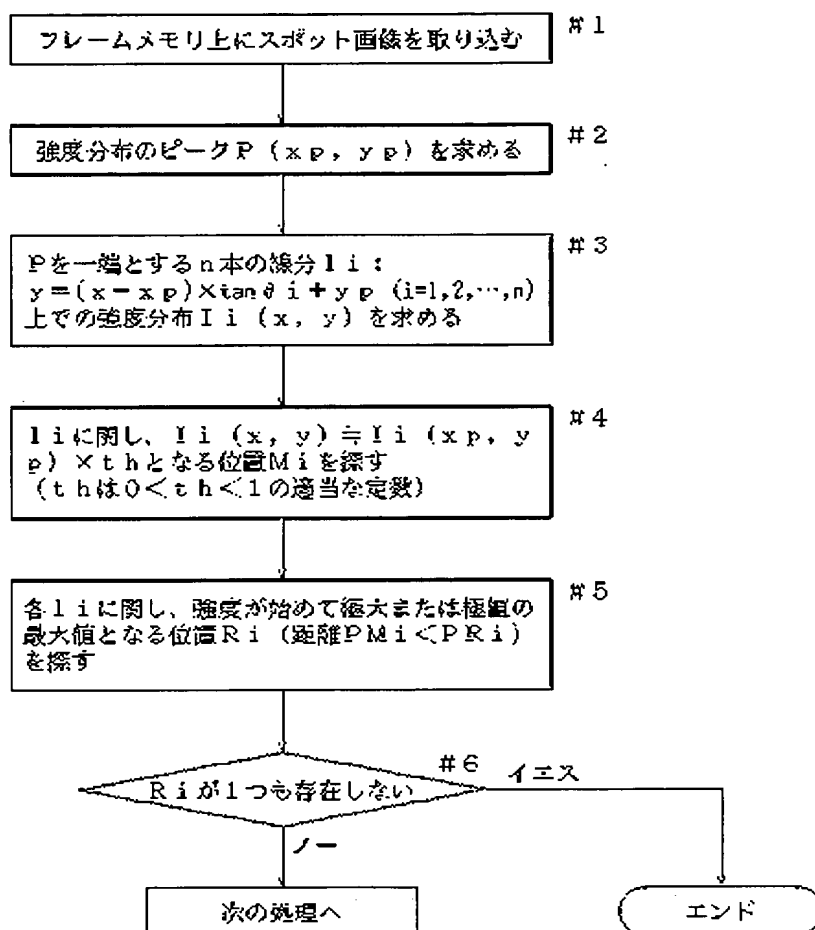 フレームメモリ上にスポット画像を取り込む
#1
強度分布のピークP(xp, yp)を求める
#2
Pを一端とするn本の線分li:
y=(x-xp)×tanθi+yp (i=1,2,…,n)
上での強度分布Ii(x, y)を求める
#3
liに関し、Ii(x, y)≒Ii(xp, y
p)×thとなる位置Miを探す
(thは0<th<1の適当な定数)
#4
各liに関し、強度が始めて極大または極値の
最大値となる位置Ri(距離PMi<PRi)
を探す
#5
#6
Riが1つも存在しない
イエス
ノー
次の処理へ
エンド